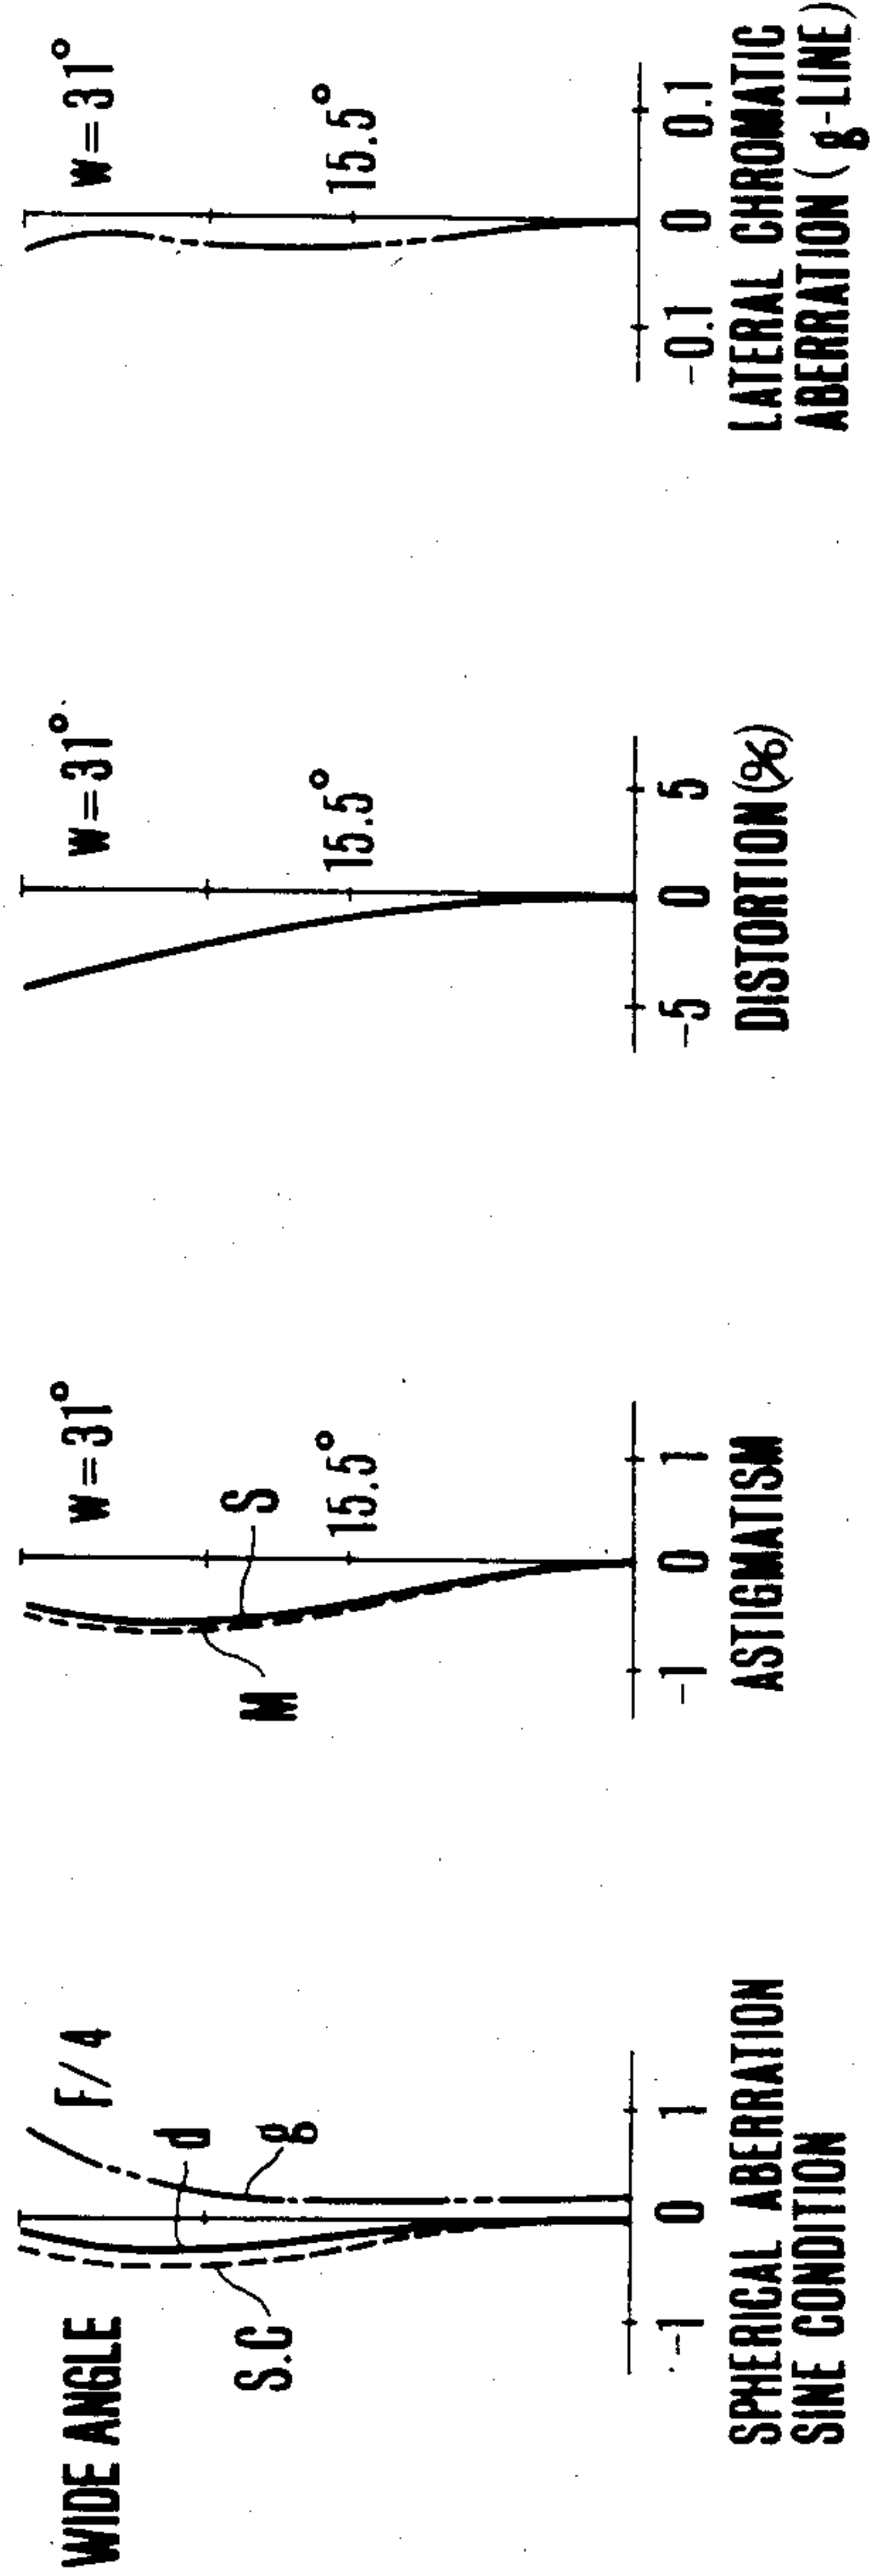 WIDE ANGLE
F/4
d
g
S.C
-1
0
1
SPHERICAL ABERRATION
SINE CONDITION
W=31°
S
15.5°
M
-1
0
1
ASTIGMATISM
W=31°
15.5°
-5
0
5
DISTORTION(%)
W=31°
15.5°
-0.1
0
0.1
LATERAL CHROMATIC
ABERRATION (g-LINE)